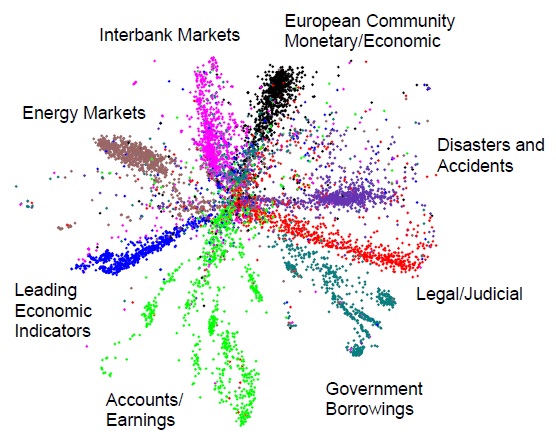 European Community
Monetary/Economic
Interbank Markets
Energy Markets
Disasters and
Accidents
Leading
Economic
Indicators
Legal/Judicial
Accounts/
Earnings
Government
Borrowings